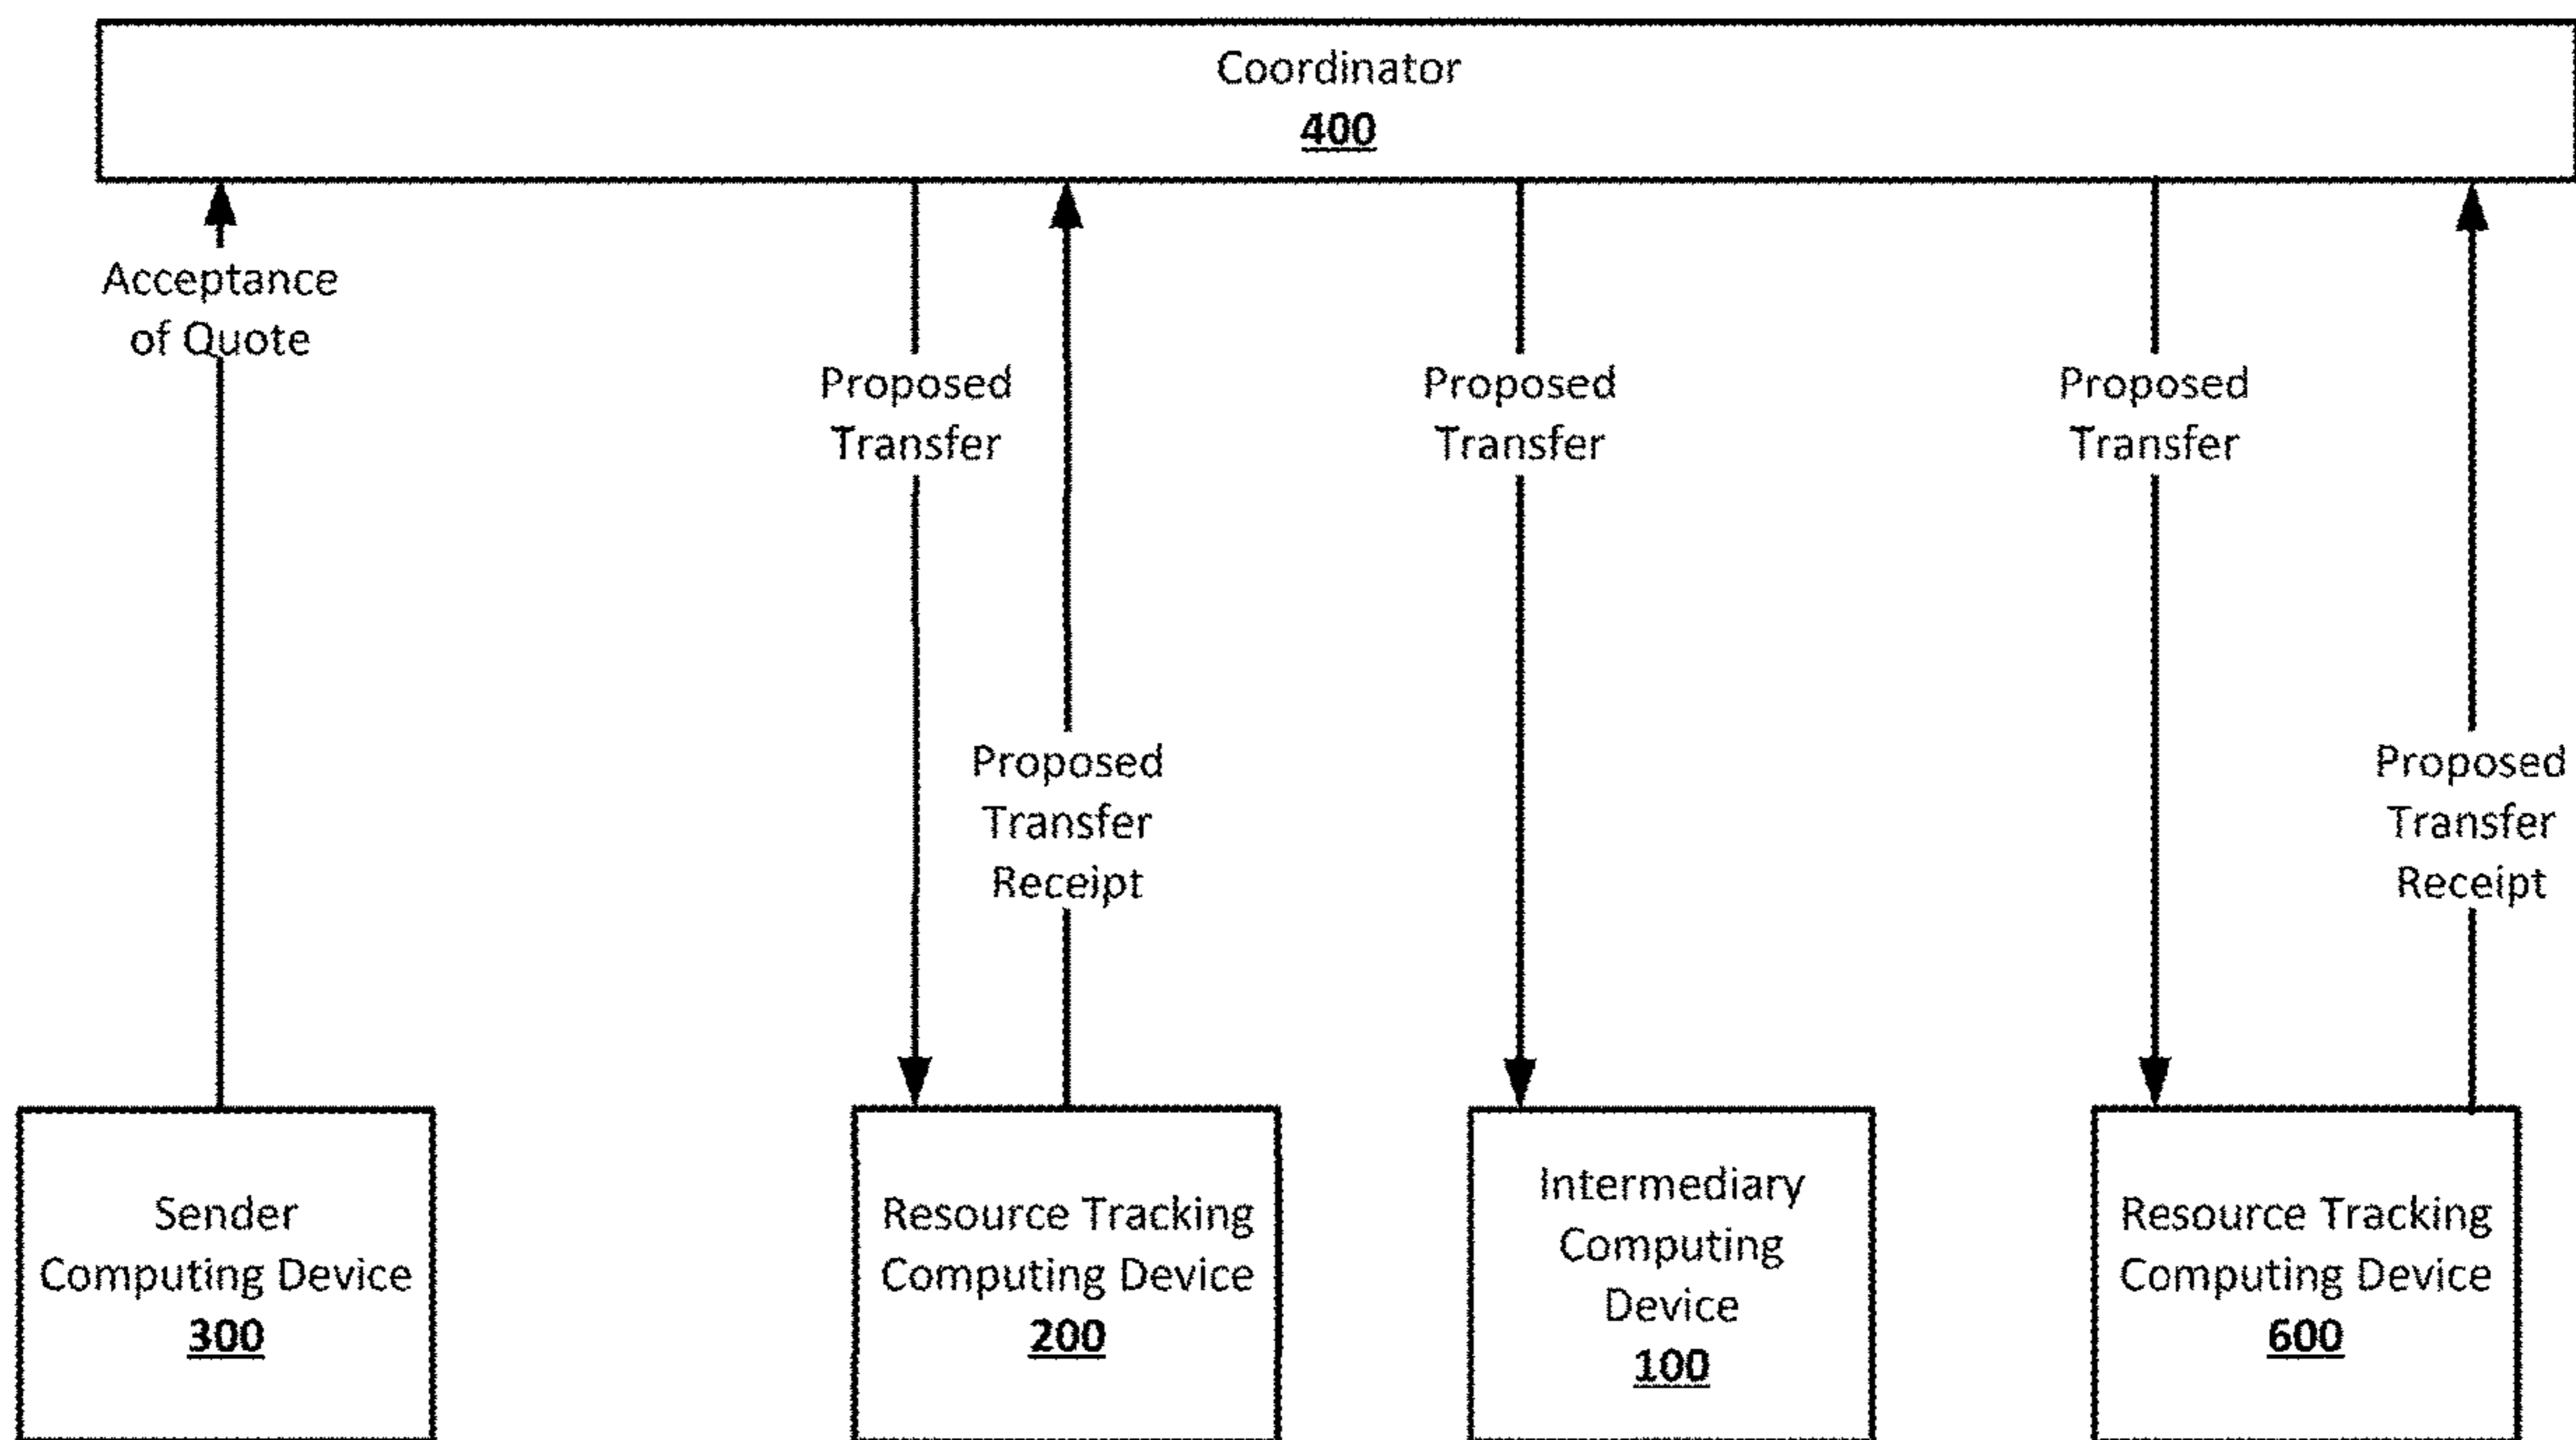 Coordinator
400
Acceptance
of Quote
Proposed
Transfer
Proposed
Transfer
Receipt
Proposed
Transfer
Proposed
Transfer
Proposed
Transfer
Receipt
Sender
Computing Device
300
Resource Tracking
Computing Device
200
Intermediary
Computing
Device
100
Resource Tracking
Computing Device
600